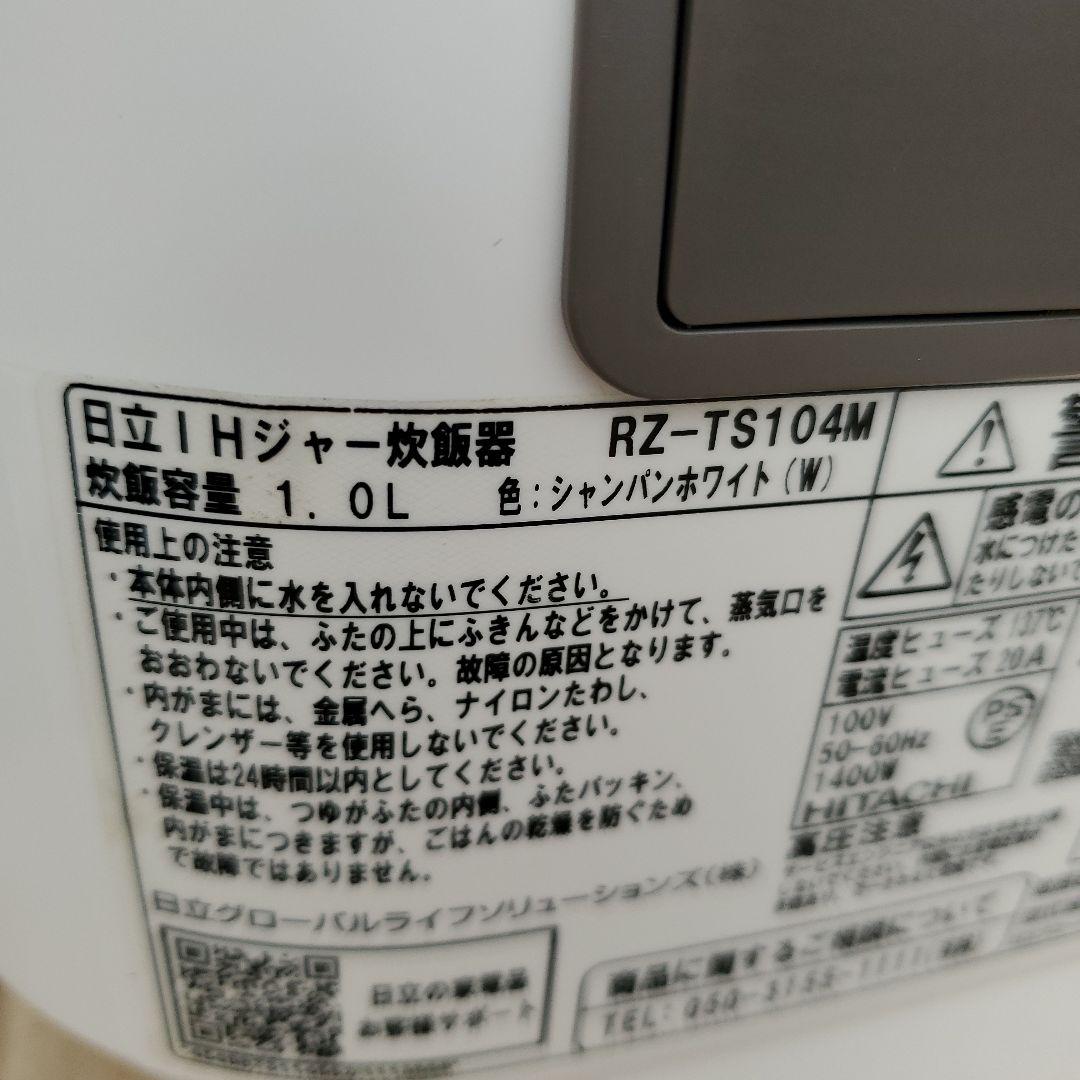 日立IHジャー炊飯器 RZ-TS104M
炊飯容量 1.0L 色:シャンパンホワイト(W)
使用上の注意
・本体内側に水を入れないでください。
・ご使用中は、ふたの上にふきんなどをかけて、蒸気口を
おおわないでください。故障の原因となります。
・内がまには、金属へら、ナイロンたわし、
クレンザー等を使用しないでください。
・保温は24時間以内としてください。
・保温中は、つゆがふたの内側、ふたパッキン、
内がまにつきますが、ごはんの乾燥を防ぐため
で故障ではありません。
日立グローバルライフソリューションズ(株)
感電の
水につけた
たりしないで
温度ヒューズ 137℃
電流ヒューズ 20A
100V
50-60Hz
1400W
PS
E
HITACHI
高圧注意
商品に関するご相談について
TEL:
日立の家電